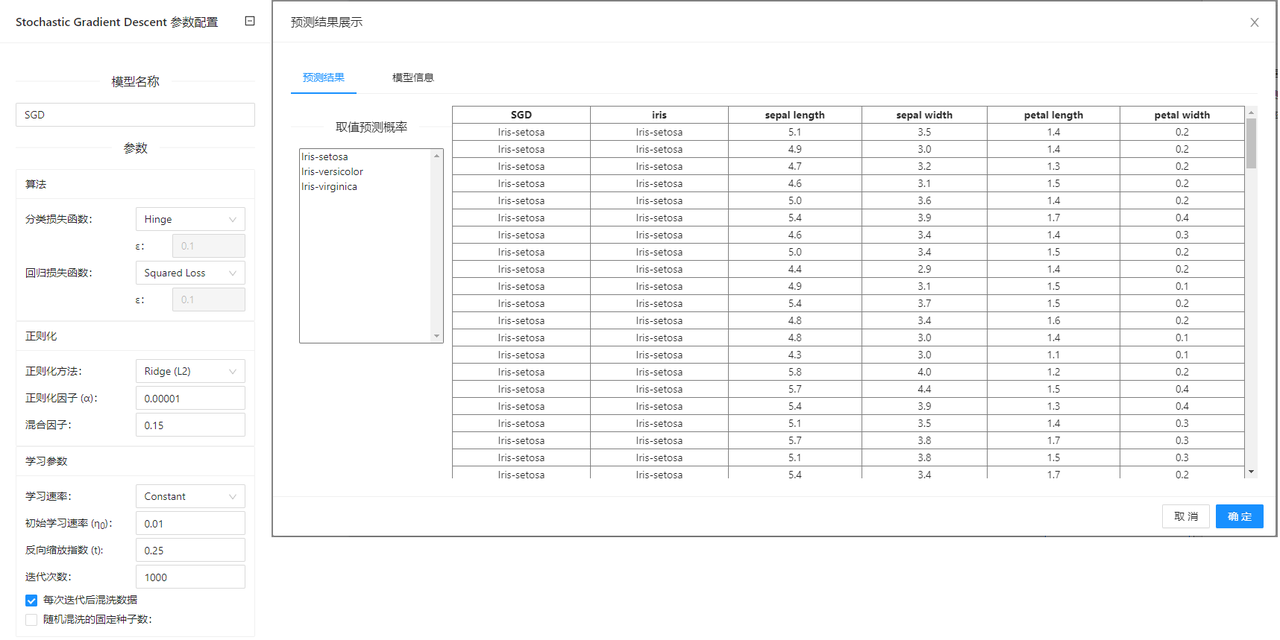 Stochastic Gradient Descent 参数配置
模型名称
SGD
参数
算法
分类损失函数: Hinge
ε: 0.1
回归损失函数: Squared Loss
ε: 0.1
正则化
正则化方法: Ridge (L2)
正则化因子 (α): 0.00001
混合因子: 0.15
学习参数
学习速率: Constant
初始学习速率 (η0): 0.01
反向缩放指数 (t): 0.25
迭代次数: 1000
每次迭代后混洗数据
随机混洗的固定种子数:
预测结果展示
预测结果 模型信息
取值预测概率
Iris-setosa
Iris-versicolor
Iris-virginica
SGD iris sepal length sepal width petal length petal width
Iris-setosa Iris-setosa 5.1 3.5 1.4 0.2
Iris-setosa Iris-setosa 4.9 3.0 1.4 0.2
Iris-setosa Iris-setosa 4.7 3.2 1.3 0.2
Iris-setosa Iris-setosa 4.6 3.1 1.5 0.2
Iris-setosa Iris-setosa 5.0 3.6 1.4 0.2
Iris-setosa Iris-setosa 5.4 3.9 1.7 0.4
Iris-setosa Iris-setosa 4.6 3.4 1.4 0.3
Iris-setosa Iris-setosa 5.0 3.4 1.5 0.2
Iris-setosa Iris-setosa 4.4 2.9 1.4 0.2
Iris-setosa Iris-setosa 4.9 3.1 1.5 0.1
Iris-setosa Iris-setosa 5.4 3.7 1.5 0.2
Iris-setosa Iris-setosa 4.8 3.4 1.6 0.2
Iris-setosa Iris-setosa 4.8 3.0 1.4 0.1
Iris-setosa Iris-setosa 4.3 3.0 1.1 0.1
Iris-setosa Iris-setosa 5.8 4.0 1.2 0.2
Iris-setosa Iris-setosa 5.7 4.4 1.5 0.4
Iris-setosa Iris-setosa 5.4 3.9 1.3 0.4
Iris-setosa Iris-setosa 5.1 3.5 1.4 0.3
Iris-setosa Iris-setosa 5.7 3.8 1.7 0.3
Iris-setosa Iris-setosa 5.1 3.8 1.5 0.3
Iris-setosa Iris-setosa 5.4 3.4 1.7 0.2
取 消 确 定